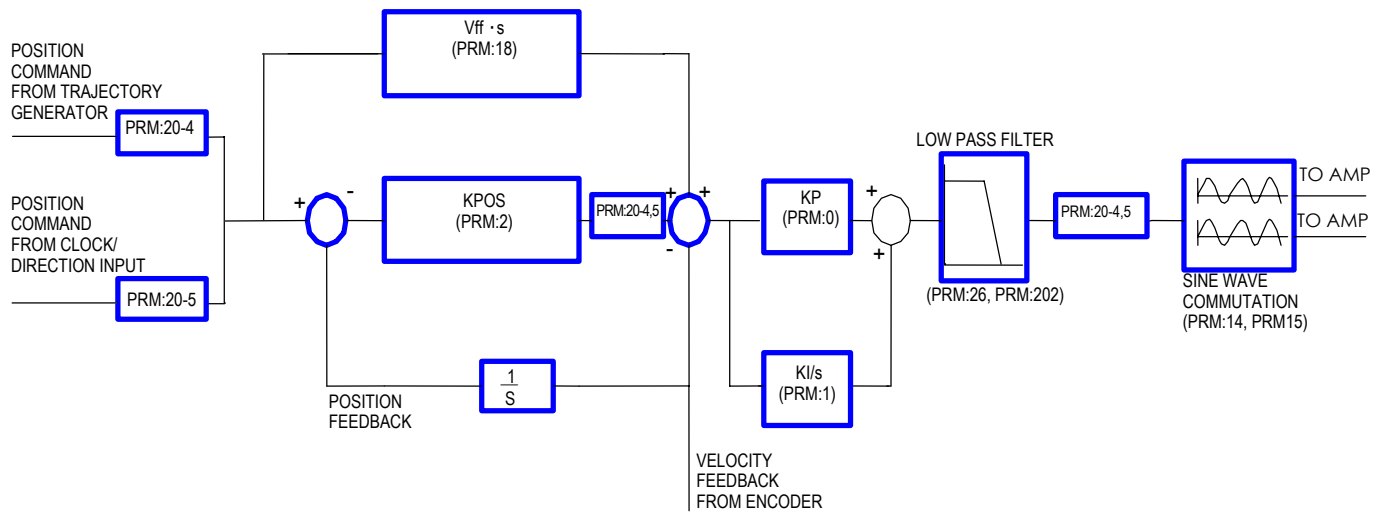 Vff · s
(PRM:18)
POSITION
COMMAND
FROM TRAJECTORY
GENERATOR
PRM:20-4
POSITION
COMMAND
FROM CLOCK/
DIRECTION INPUT
PRM:20-5
+
-
KPOS
(PRM:2)
PRM:20-4,5
+
+
-
KP
(PRM:0)
+
+
LOW PASS FILTER
(PRM:26, PRM:202)
PRM:20-4,5
TO AMP
TO AMP
SINE WAVE
COMMUTATION
(PRM:14, PRM15)
KI/s
(PRM:1)
1
S
POSITION
FEEDBACK
VELOCITY
FEEDBACK
FROM ENCODER